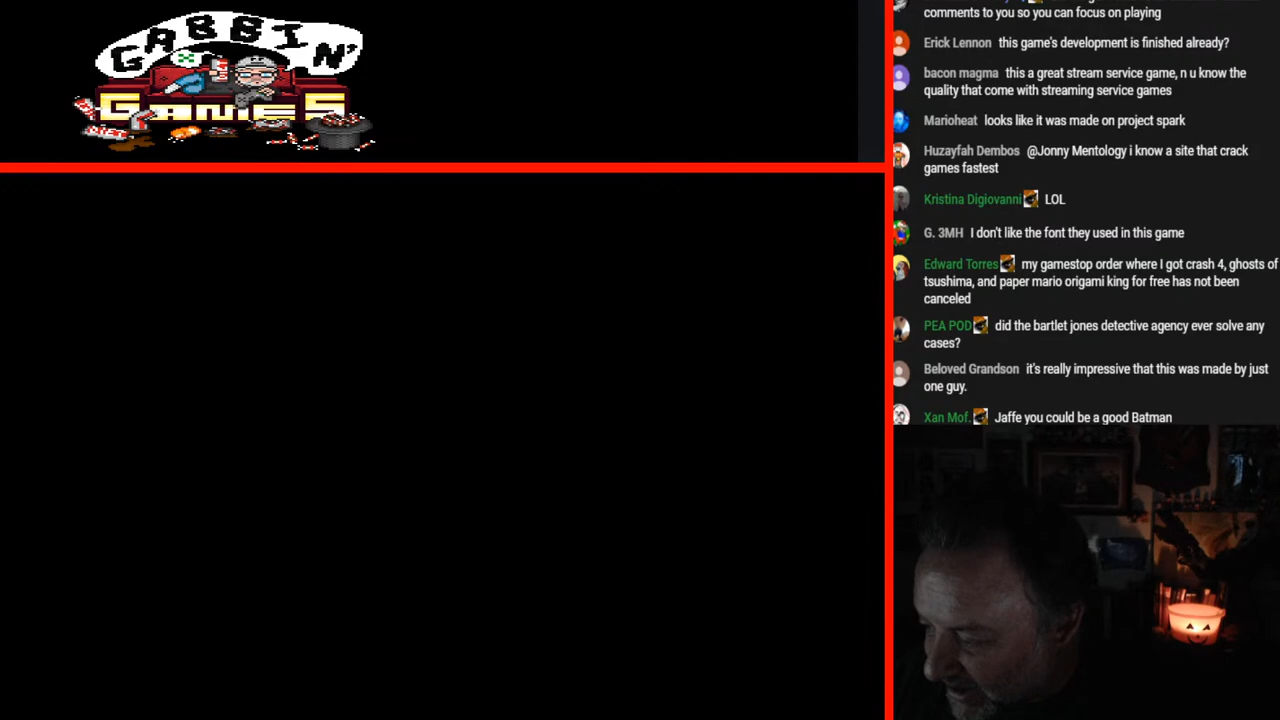 GABBIN'
GAMES
comments to you so you can focus on playing
Erick Lennon this game's development is finished already?
bacon magma this a great stream service game, n u know the
quality that come with streaming service games
Marioheat looks like it was made on project spark
Huzayfah Dembos @Jonny Mentology i know a site that crack
games fastest
Kristina Digiovanni LOL
G. 3MH I don't like the font they used in this game
Edward Torres my gamestop order where I got crash 4, ghosts of
tsushima, and paper mario origami king for free has not been
canceled
PEA POD did the bartlet jones detective agency ever solve any
cases?
Beloved Grandson it's really impressive that this was made by just
one guy.
Xan Mof. Jaffe you could be a good Batman